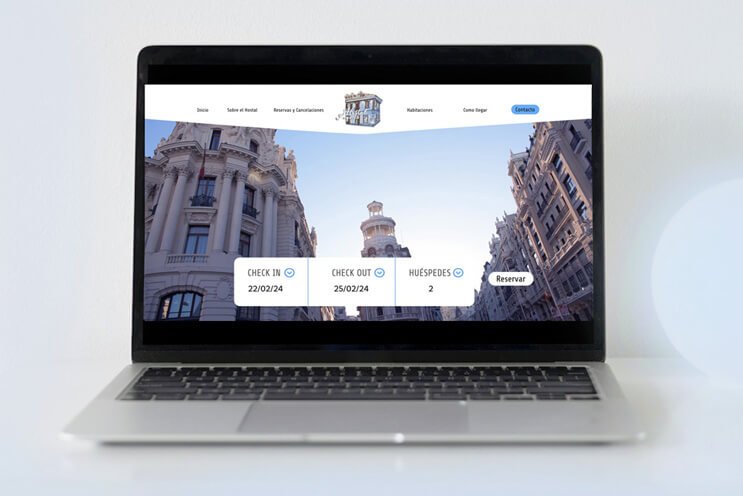 Inicio
Sobre el Hostal
Reservas y Cancelaciones
Habitaciones
Como llegar
Contacto
CHECK IN
22/02/24
CHECK OUT
25/02/24
HUÉSPEDES
2
Reservar